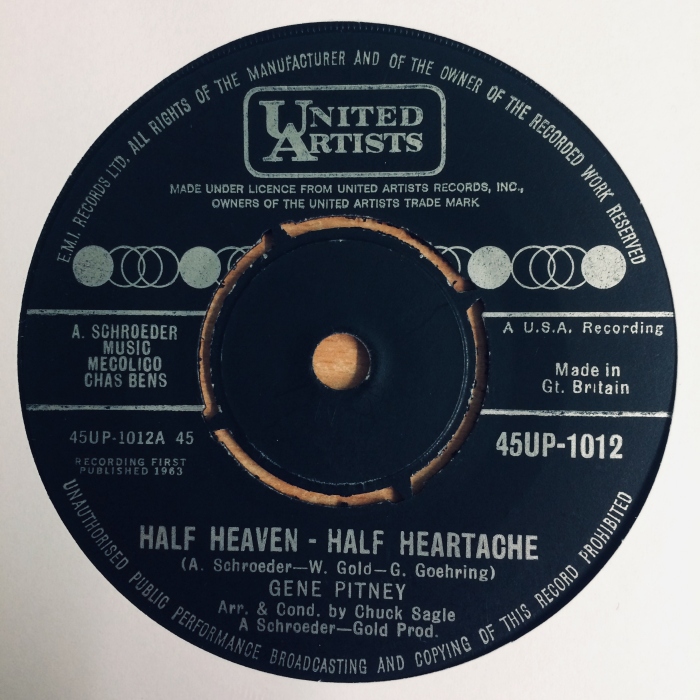 E.M.I. RECORDS LTD. ALL RIGHTS OF THE MANUFACTURER AND OF THE OWNER OF THE RECORDED WORK RESERVED
UNITED
ARTISTS
MADE UNDER LICENCE FROM UNITED ARTISTS RECORDS, INC.,
OWNERS OF THE UNITED ARTISTS TRADE MARK
A. SCHROEDER
MUSIC
MECOLICO
CHAS BENS
A U.S.A. Recording
Made in
Gt. Britain
45UP-1012A 45
RECORDING FIRST
PUBLISHED 1963
45UP-1012
HALF HEAVEN - HALF HEARTACHE
(A. Schroeder—W. Gold—G. Goehring)
GENE PITNEY
Arr. & Cond. by Chuck Sagle
A Schroeder—Gold Prod.
UNAUTHORISED PUBLIC PERFORMANCE BROADCASTING AND COPYING OF THIS RECORD PROHIBITED